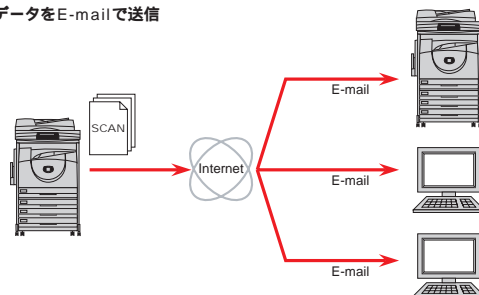 データをE-mailで送信
E-mail
SCAN
Internet
E-mail
E-mail